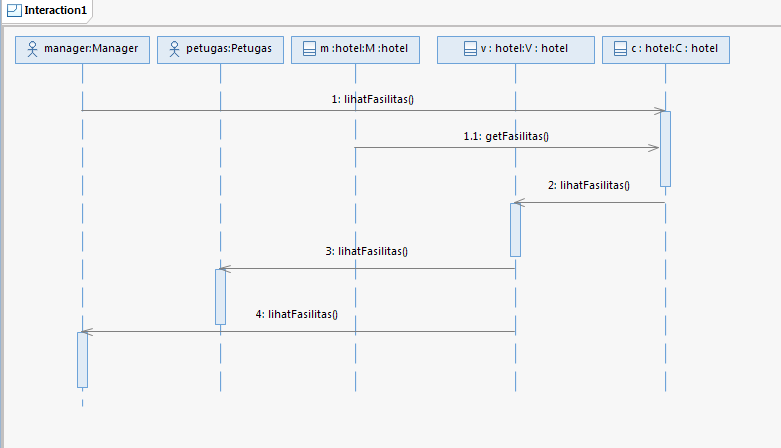 Interaction1
manager:Manager
petugas:Petugas
m :hotel:M :hotel
v : hotel:V : hotel
c : hotel:C : hotel
1: lihatFasilitas()
1.1: getFasilitas()
2: lihatFasilitas()
3: lihatFasilitas()
4: lihatFasilitas()